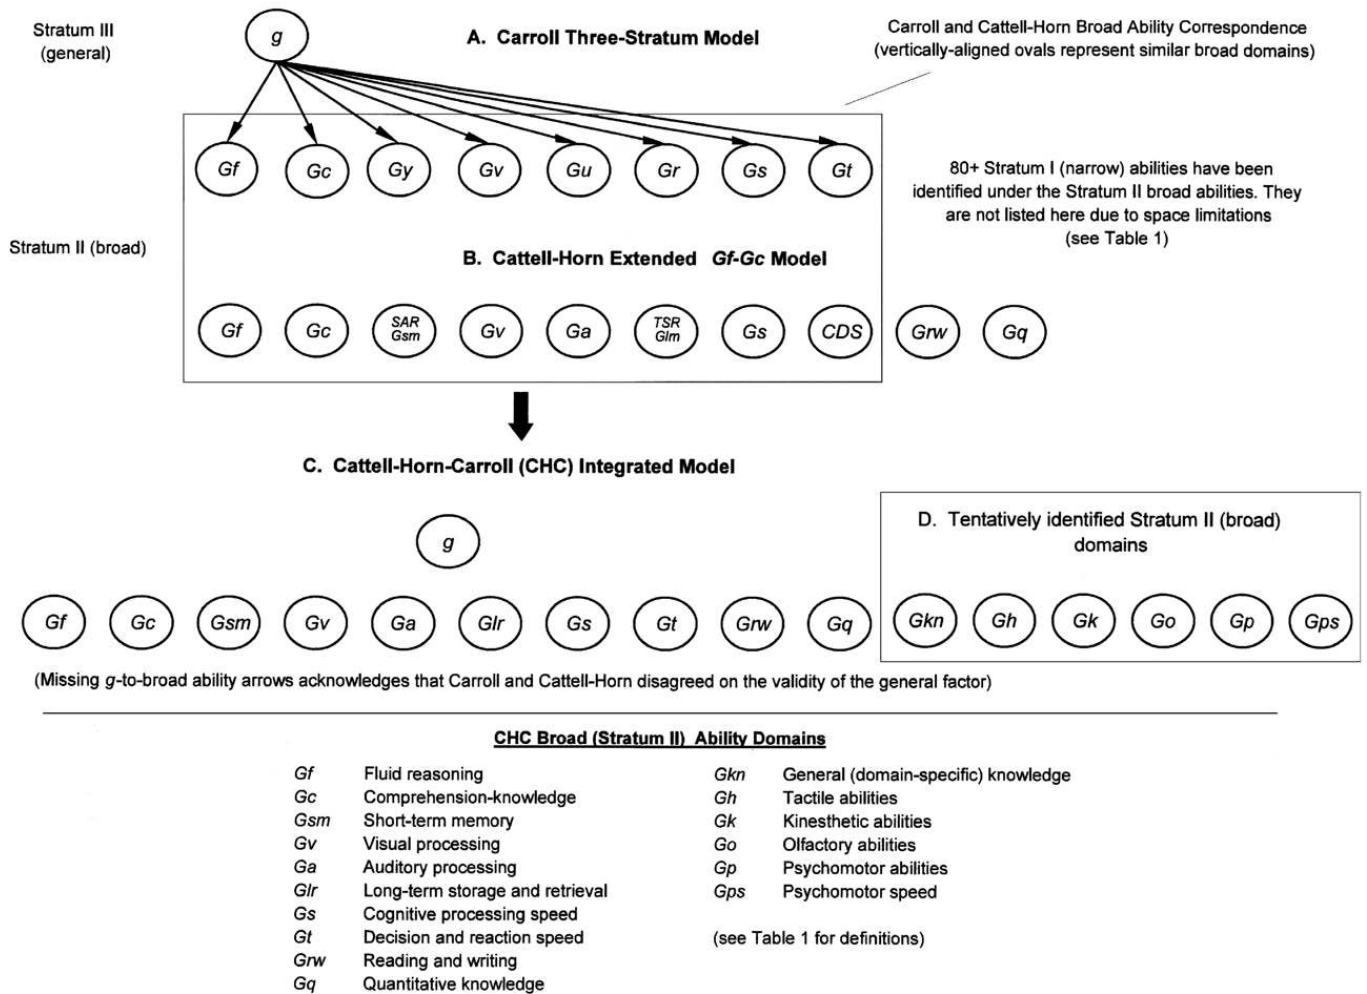 Stratum III
(general)
g
A. Carroll Three-Stratum Model
Carroll and Cattell-Horn Broad Ability Correspondence
(vertically-aligned ovals represent similar broad domains)
Gf Gc Gy Gv Gu Gr Gs Gt
80+ Stratum I (narrow) abilities have been
identified under the Stratum II broad abilities. They
are not listed here due to space limitations
(see Table 1)
Stratum II (broad)
B. Cattell-Horn Extended Gf-Gc Model
Gf Gc SAR Gsm Gv Ga TSR Glm Gs CDS Grw Gq
C. Cattell-Horn-Carroll (CHC) Integrated Model
g
D. Tentatively identified Stratum II (broad)
domains
Gf Gc Gsm Gv Ga Glr Gs Gt Grw Gq Gkn Gh Gk Go Gp Gps
(Missing g-to-broad ability arrows acknowledges that Carroll and Cattell-Horn disagreed on the validity of the general factor)
CHC Broad (Stratum II) Ability Domains
Gf Fluid reasoning
Gc Comprehension-knowledge
Gsm Short-term memory
Gv Visual processing
Ga Auditory processing
Glr Long-term storage and retrieval
Gs Cognitive processing speed
Gt Decision and reaction speed
Grw Reading and writing
Gq Quantitative knowledge
Gkn General (domain-specific) knowledge
Gh Tactile abilities
Gk Kinesthetic abilities
Go Olfactory abilities
Gp Psychomotor abilities
Gps Psychomotor speed
(see Table 1 for definitions)